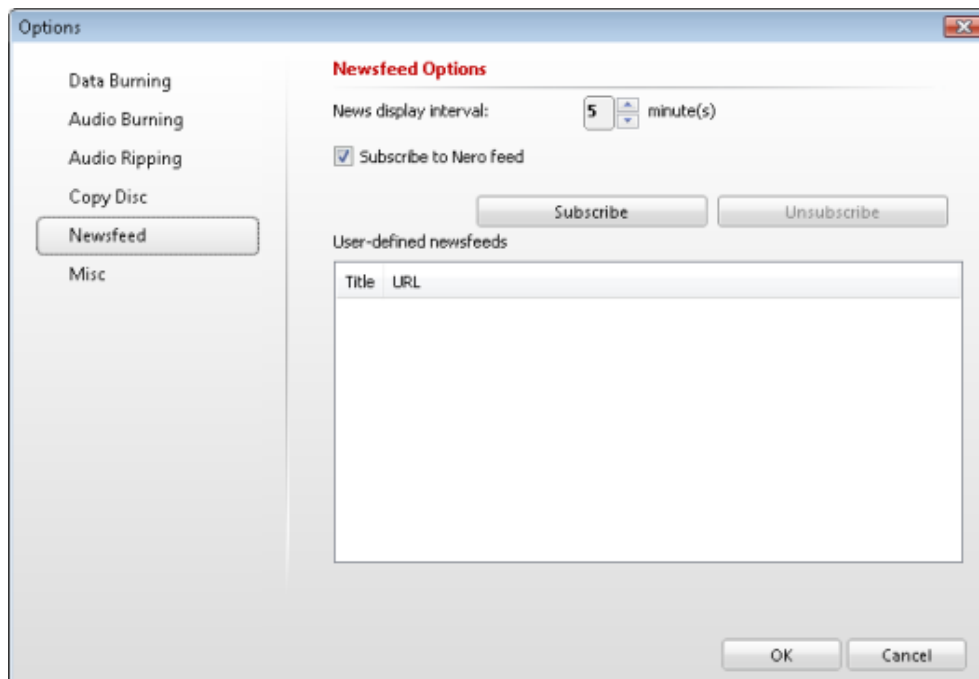 Options
Data Burning
Audio Burning
Audio Ripping
Copy Disc
Newsfeed
Misc
Newsfeed Options
News display interval: 5 minute(s)
Subscribe to Nero feed
Subscribe Unsubscribe
User-defined newsfeeds
Title URL
OK Cancel